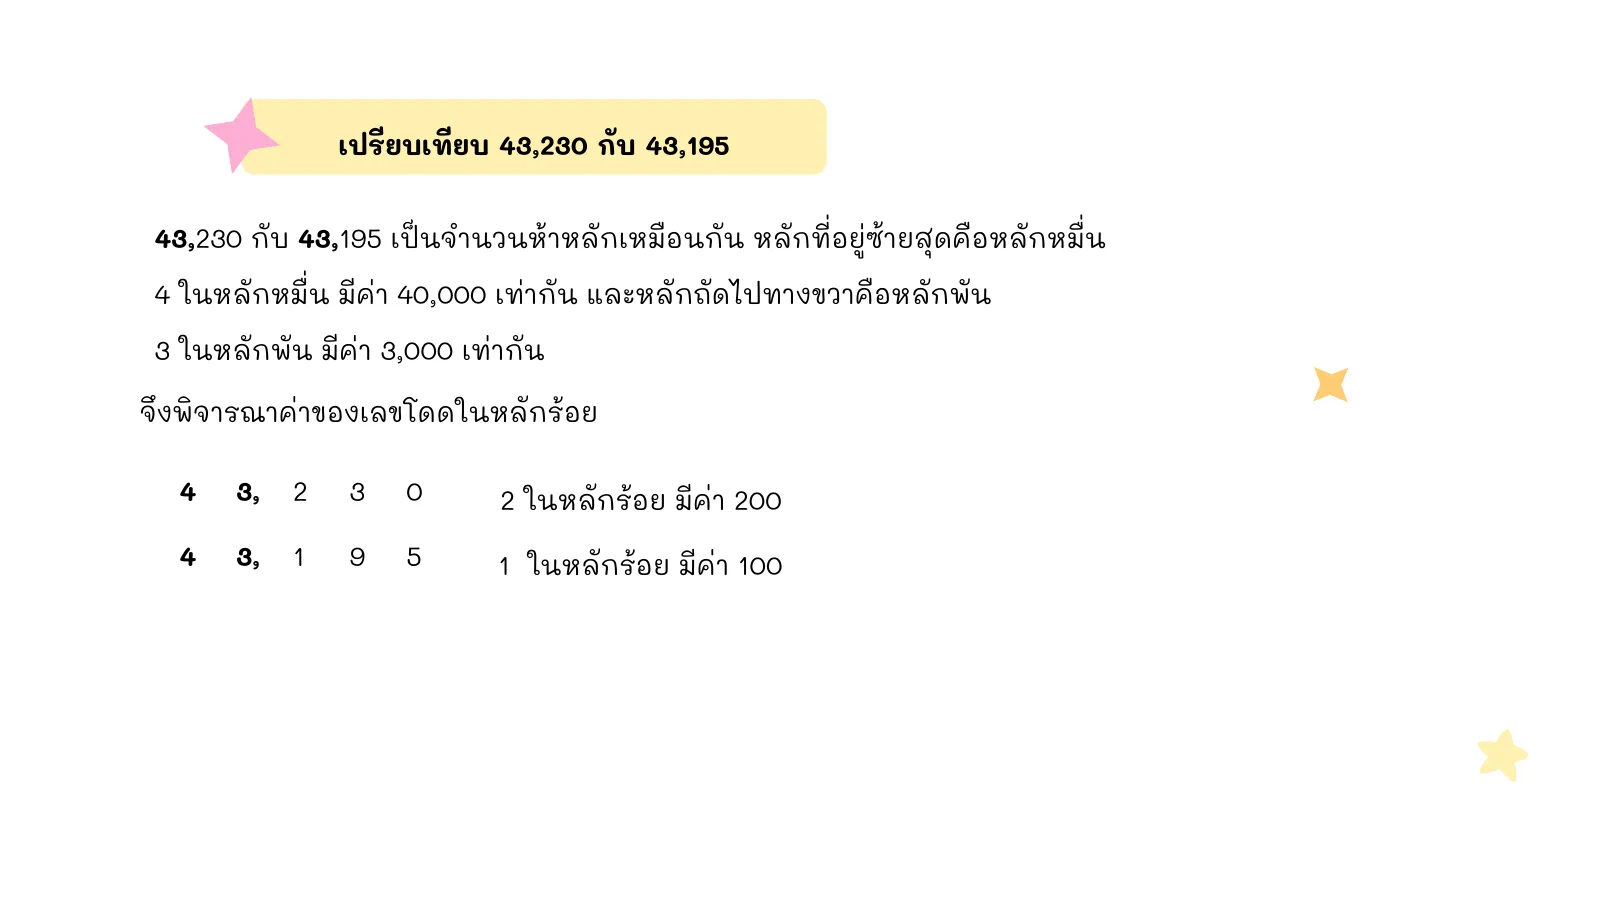 เปรียบเทียบ 43,230 กับ 43,195
43,230 กับ 43,195 เป็นจำนวนห้าหลักเหมือนกัน หลักที่อยู่ซ้ายสุดคือหลักหมื่น
4 ในหลักหมื่น มีค่า 40,000 เท่ากัน และหลักถัดไปทางขวาคือหลักพัน
3 ในหลักพัน มีค่า 3,000 เท่ากัน
จึงพิจารณาค่าของเลขโดดในหลักร้อย
4 3, 2 3 0 2 ในหลักร้อย มีค่า 200
4 3, 1 9 5 1 ในหลักร้อย มีค่า 100